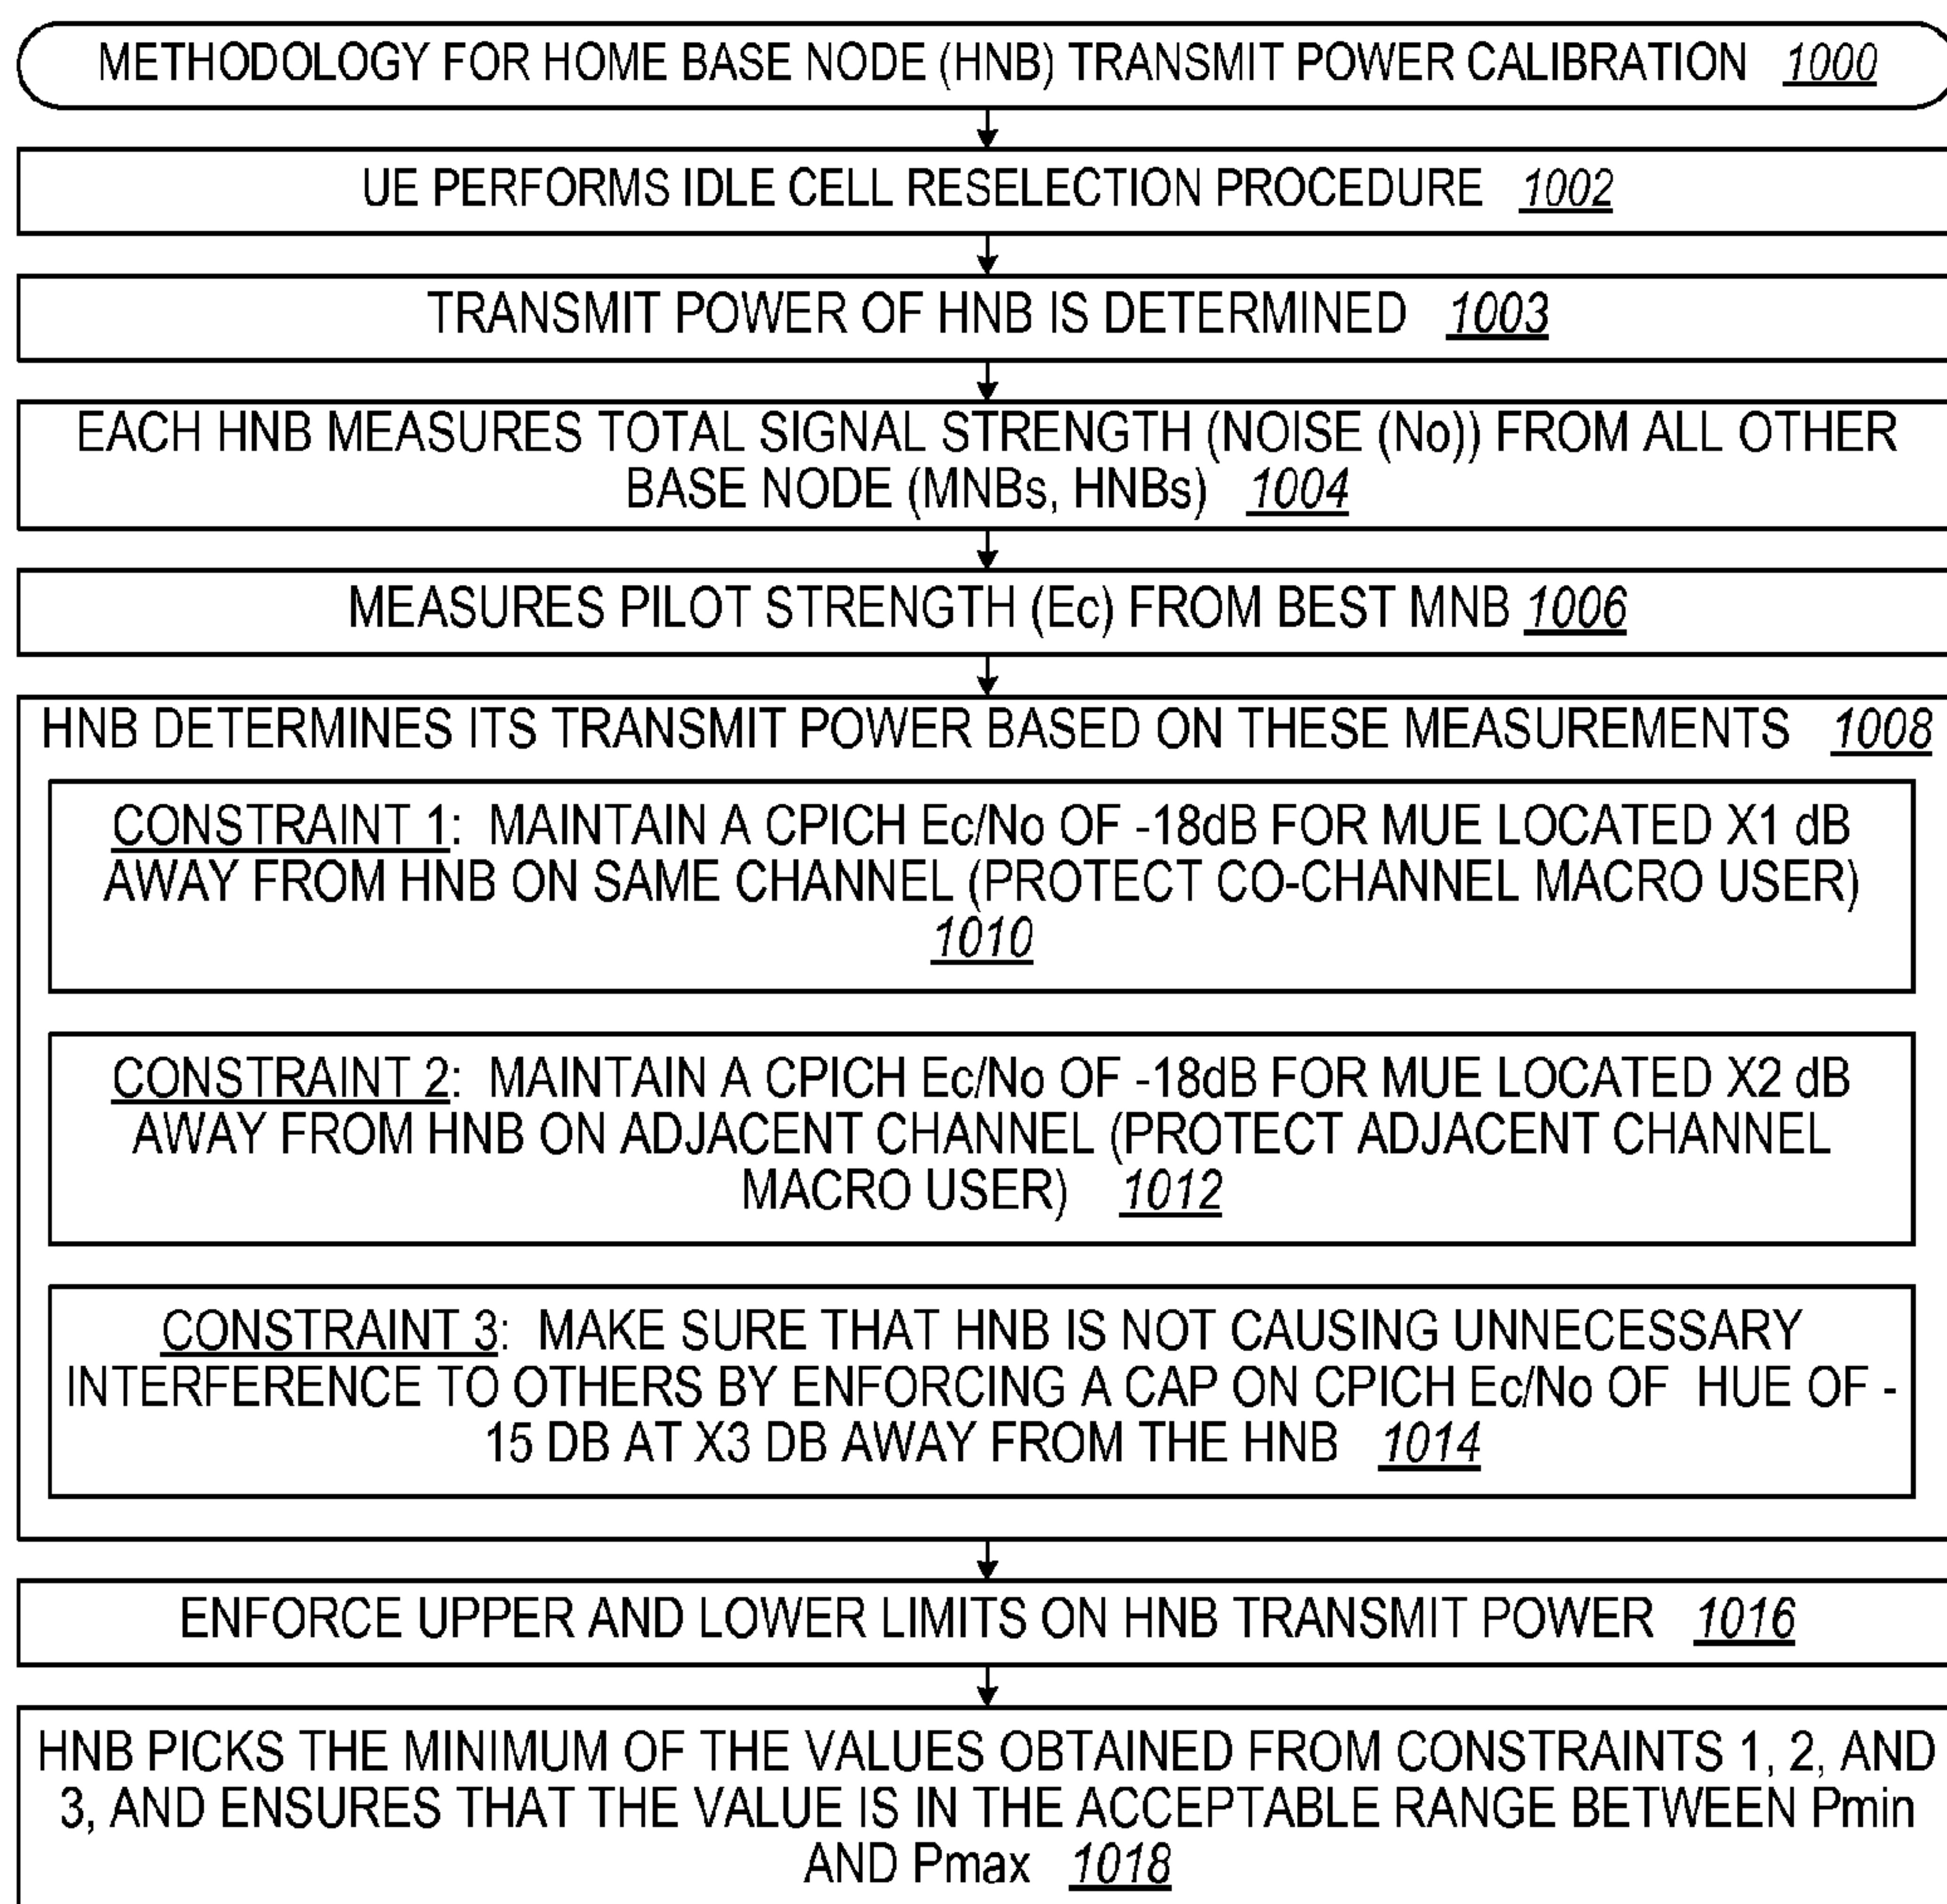 METHODOLOGY FOR HOME BASE NODE (HNB) TRANSMIT POWER CALIBRATION 1000
UE PERFORMS IDLE CELL RESELECTION PROCEDURE 1002
TRANSMIT POWER OF HNB IS DETERMINED 1003
EACH HNB MEASURES TOTAL SIGNAL STRENGTH (NOISE (No)) FROM ALL OTHER
BASE NODE (MNBs, HNBs) 1004
MEASURES PILOT STRENGTH (Ec) FROM BEST MNB 1006
HNB DETERMINES ITS TRANSMIT POWER BASED ON THESE MEASUREMENTS 1008
CONSTRAINT 1: MAINTAIN A CPICH Ec/No OF -18dB FOR MUE LOCATED X1 dB
AWAY FROM HNB ON SAME CHANNEL (PROTECT CO-CHANNEL MACRO USER)
1010
CONSTRAINT 2: MAINTAIN A CPICH Ec/No OF -18dB FOR MUE LOCATED X2 dB
AWAY FROM HNB ON ADJACENT CHANNEL (PROTECT ADJACENT CHANNEL
MACRO USER) 1012
CONSTRAINT 3: MAKE SURE THAT HNB IS NOT CAUSING UNNECESSARY
INTERFERENCE TO OTHERS BY ENFORCING A CAP ON CPICH Ec/No OF HUE OF -
15 DB AT X3 DB AWAY FROM THE HNB 1014
ENFORCE UPPER AND LOWER LIMITS ON HNB TRANSMIT POWER 1016
HNB PICKS THE MINIMUM OF THE VALUES OBTAINED FROM CONSTRAINTS 1, 2, AND
3, AND ENSURES THAT THE VALUE IS IN THE ACCEPTABLE RANGE BETWEEN Pmin
AND Pmax 1018